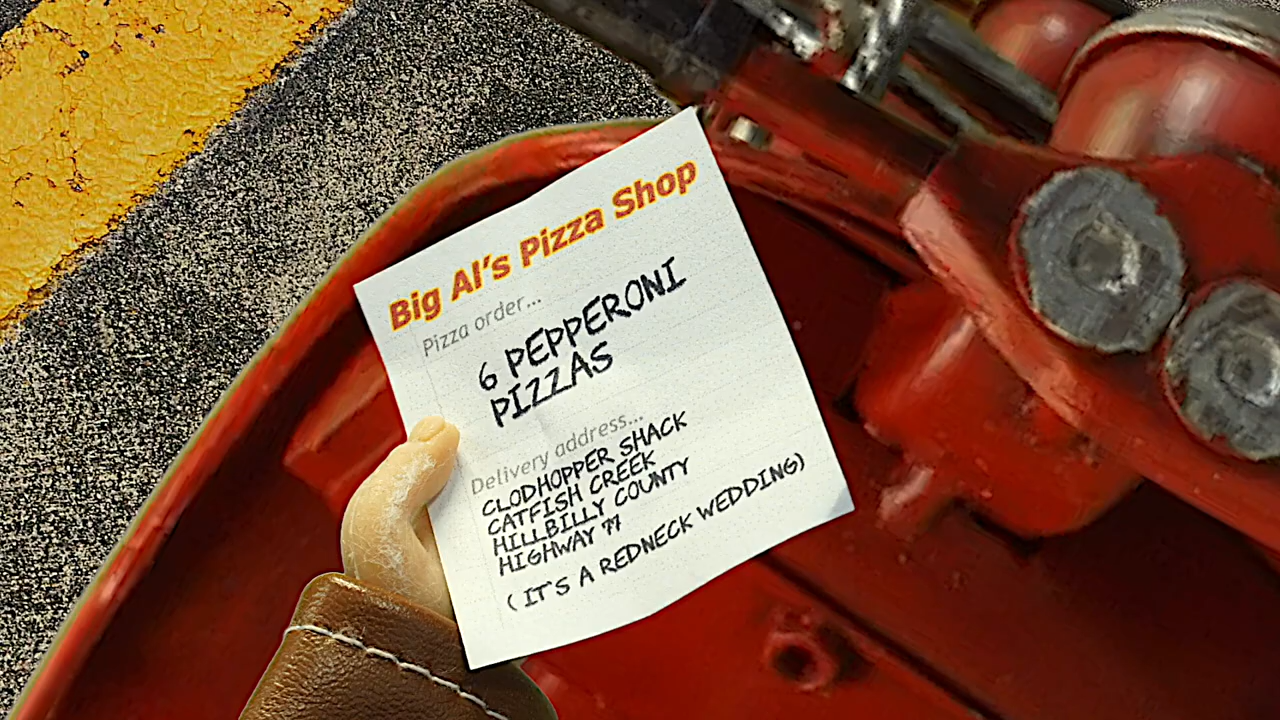 Big Al's Pizza Shop
Pizza order...
6 PEPPERONI
PIZZAS
Delivery address...
CLODHOPPER SHACK
CATFISH CREEK
HILLBILLY COUNTY
HIGHWAY 77
(IT'S A REDNECK WEDDING)